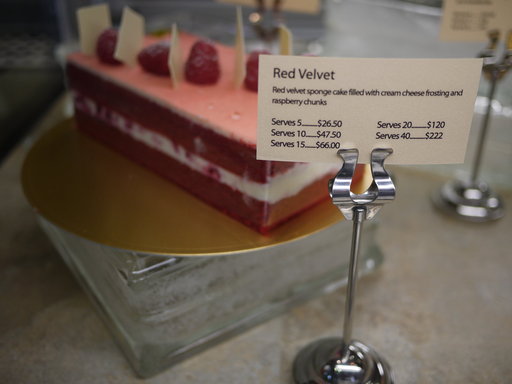 Red Velvet
Red velvet sponge cake filled with cream cheese frosting and
raspberry chunks
Serves 5.......$26.50
Serves 10.......$47.50
Serves 15.......$66.00
Serves 20.......$120
Serves 40.......$222